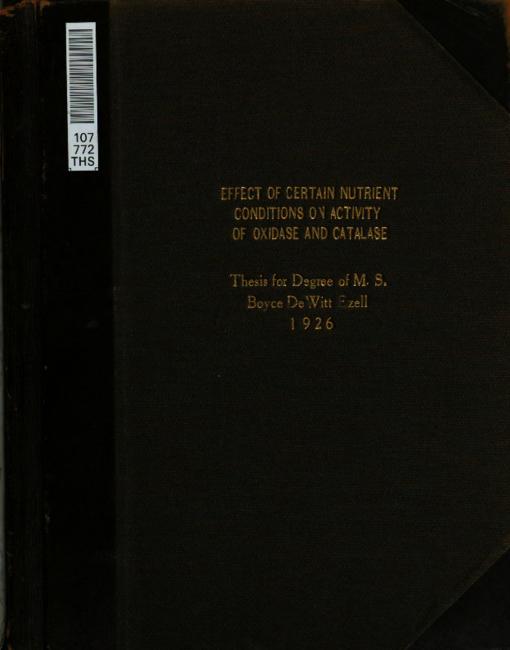 107
772
THS
EFFECT OF CERTAIN NUTRIENT
CONDITIONS ON ACTIVITY
OF OXIDASE AND CATALASE
Thesis for Degree of M. S.
Boyce DeWitt Ezell
1926